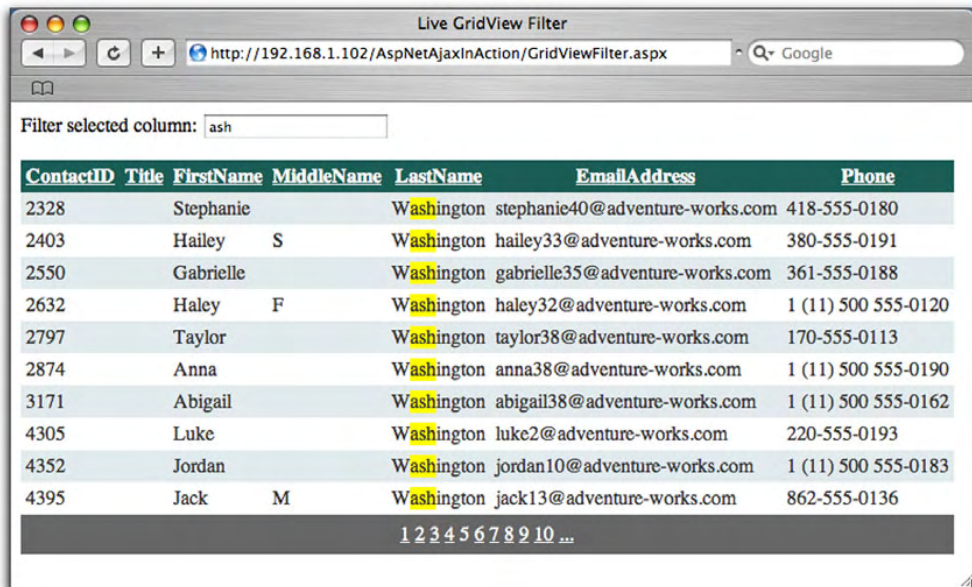 Live GridView Filter
http://192.168.1.102/AspNetAjaxInAction/GridViewFilter.aspx Google
Filter selected column: ash
ContactID Title FirstName MiddleName LastName EmailAddress Phone
2328 Stephanie Washington stephanie40@adventure-works.com 418-555-0180
2403 Hailey S Washington hailey33@adventure-works.com 380-555-0191
2550 Gabrielle Washington gabrielle35@adventure-works.com 361-555-0188
2632 Haley F Washington haley32@adventure-works.com 1 (11) 500 555-0120
2797 Taylor Washington taylor38@adventure-works.com 170-555-0113
2874 Anna Washington anna38@adventure-works.com 1 (11) 500 555-0190
3171 Abigail Washington abigail38@adventure-works.com 1 (11) 500 555-0162
4305 Luke Washington luke2@adventure-works.com 220-555-0193
4352 Jordan Washington jordan10@adventure-works.com 1 (11) 500 555-0183
4395 Jack M Washington jack13@adventure-works.com 862-555-0136
1 2 3 4 5 6 7 8 9 10 ...